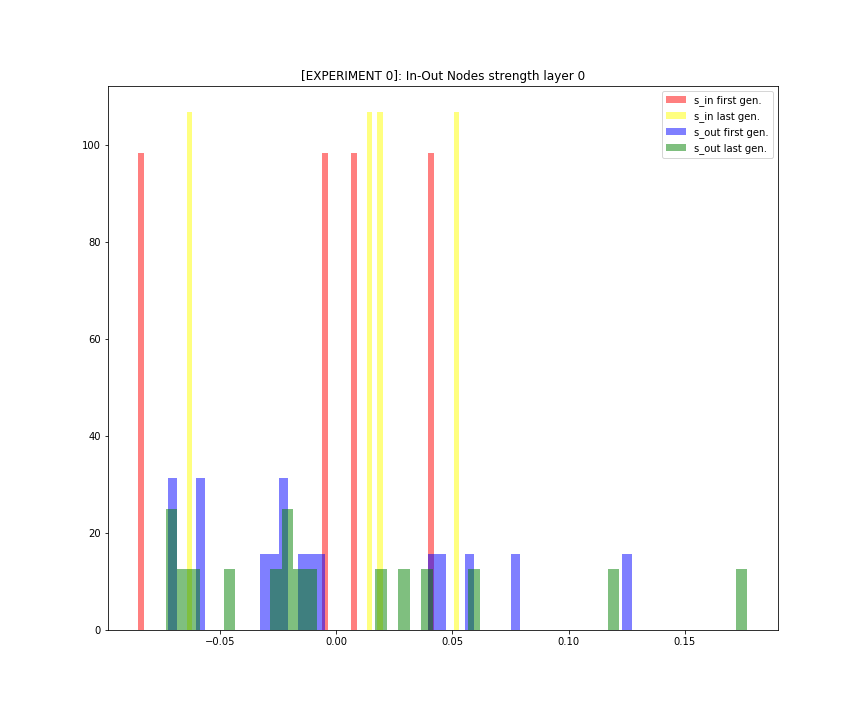 [EXPERIMENT 0]: In-Out Nodes strength layer 0
s_in first gen.
s_in last gen.
s_out first gen.
s_out last gen.
100
80
60
40
20
0
−0.05 0.00 0.05 0.10 0.15